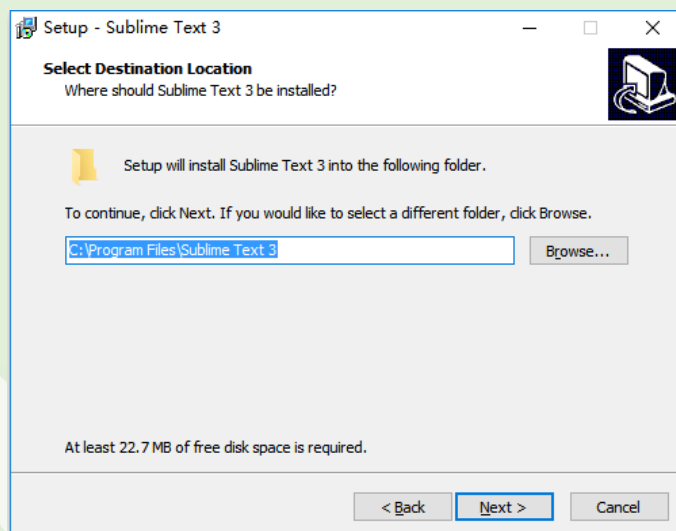 Setup - Sublime Text 3
Select Destination Location
Where should Sublime Text 3 be installed?
Setup will install Sublime Text 3 into the following folder.
To continue, click Next. If you would like to select a different folder, click Browse.
C:\Program Files\Sublime Text 3
Browse...
At least 22.7 MB of free disk space is required.
< Back
Next >
Cancel